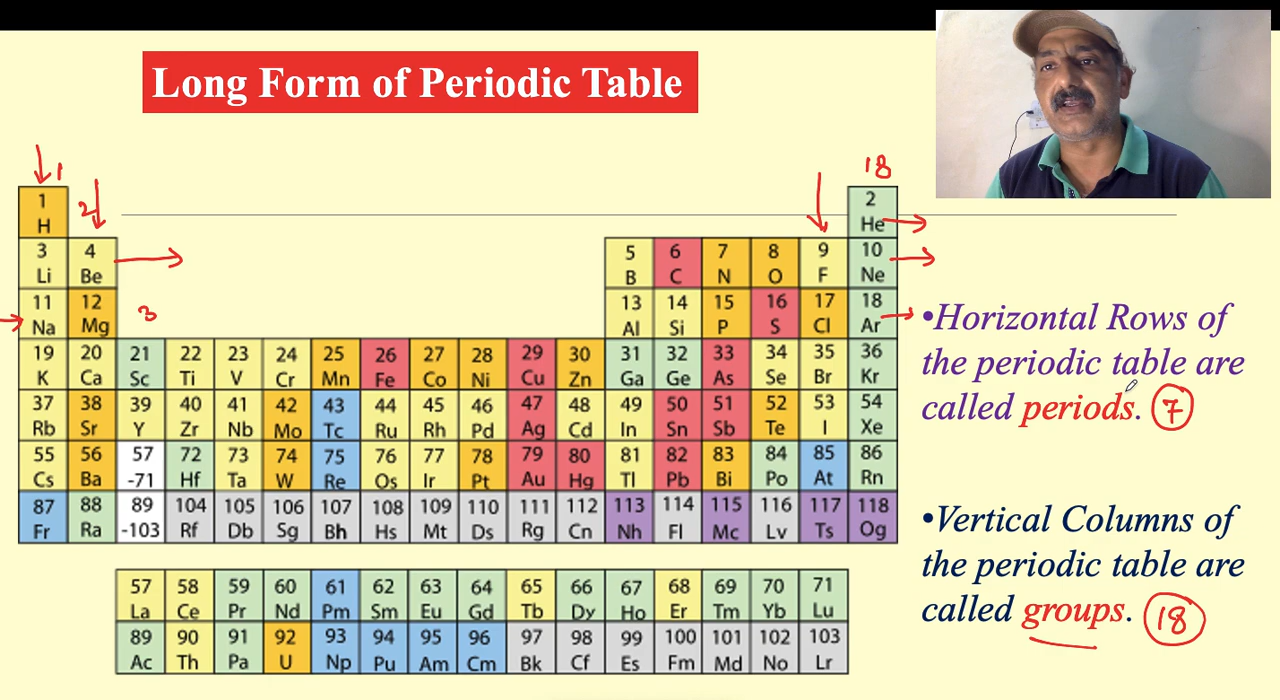 Long Form of Periodic Table
1 18
1 2 2
H He
3 4 5 6 7 8 9 10
Li Be B C N O F Ne
11 12 3 13 14 15 16 17 18
Na Mg Al Si P S Cl Ar
19 20 21 22 23 24 25 26 27 28 29 30 31 32 33 34 35 36
K Ca Sc Ti V Cr Mn Fe Co Ni Cu Zn Ga Ge As Se Br Kr
37 38 39 40 41 42 43 44 45 46 47 48 49 50 51 52 53 54
Rb Sr Y Zr Nb Mo Tc Ru Rh Pd Ag Cd In Sn Sb Te I Xe
55 56 57 72 73 74 75 76 77 78 79 80 81 82 83 84 85 86
Cs Ba -71 Hf Ta W Re Os Ir Pt Au Hg Tl Pb Bi Po At Rn
87 88 89 104 105 106 107 108 109 110 111 112 113 114 115 116 117 118
Fr Ra -103 Rf Db Sg Bh Hs Mt Ds Rg Cn Nh Fl Mc Lv Ts Og
57 58 59 60 61 62 63 64 65 66 67 68 69 70 71
La Ce Pr Nd Pm Sm Eu Gd Tb Dy Ho Er Tm Yb Lu
89 90 91 92 93 94 95 96 97 98 99 100 101 102 103
Ac Th Pa U Np Pu Am Cm Bk Cf Es Fm Md No Lr
•Horizontal Rows of
the periodic table are
called periods. 7
•Vertical Columns of
the periodic table are
called groups. 18